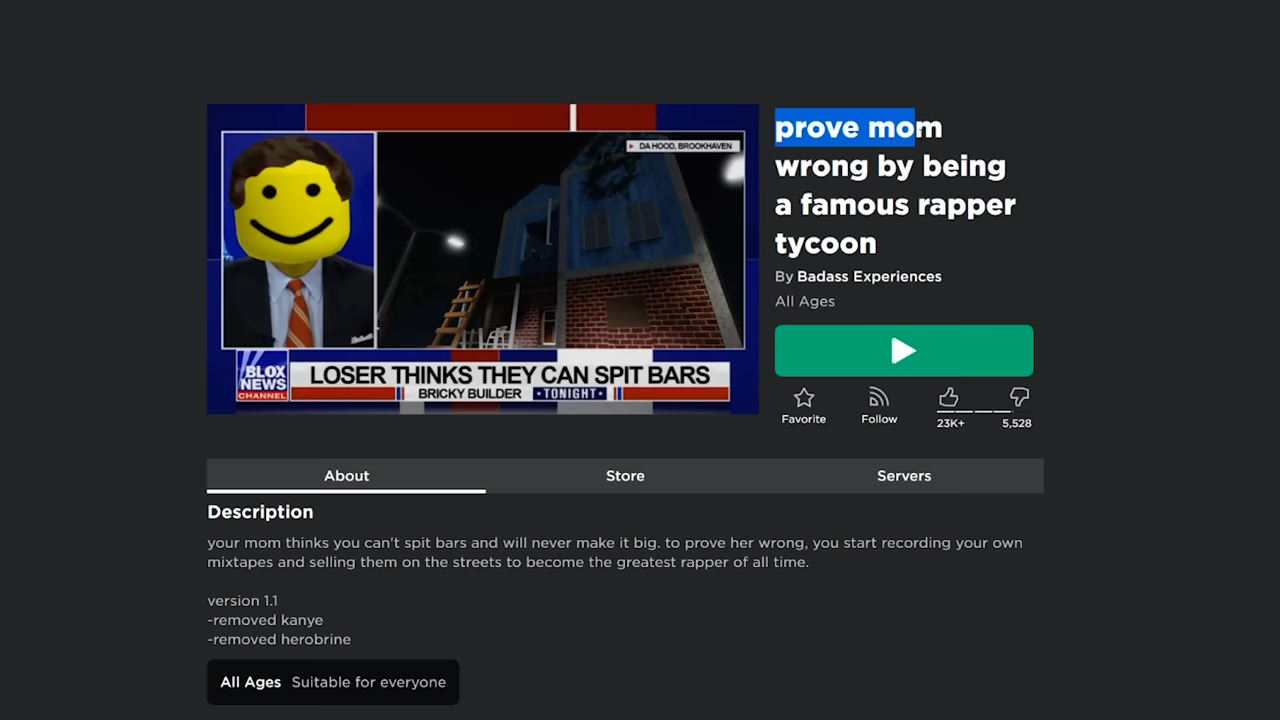 DA HOOD, BROOKHAVEN
BLOX
NEWS
CHANNEL
LOSER THINKS THEY CAN SPIT BARS
BRICKY BUILDER •TONIGHT•
prove mom
wrong by being
a famous rapper
tycoon
By Badass Experiences
All Ages
Favorite Follow 23K+ 5,528
About Store Servers
Description
your mom thinks you can't spit bars and will never make it big. to prove her wrong, you start recording your own
mixtapes and selling them on the streets to become the greatest rapper of all time.
version 1.1
-removed kanye
-removed herobrine
All Ages Suitable for everyone